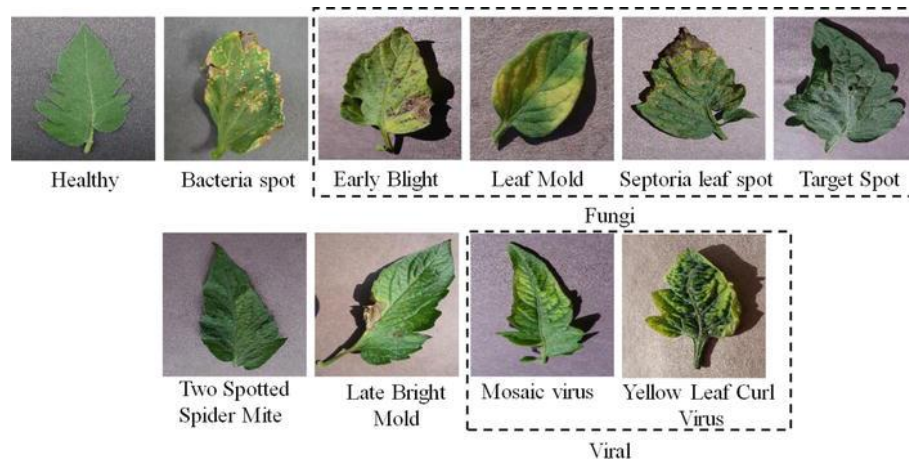 Healthy
Bacteria spot
Early Blight
Leaf Mold
Septoria leaf spot
Target Spot
Fungi
Two Spotted
Spider Mite
Late Bright
Mold
Mosaic virus
Yellow Leaf Curl
Virus
Viral